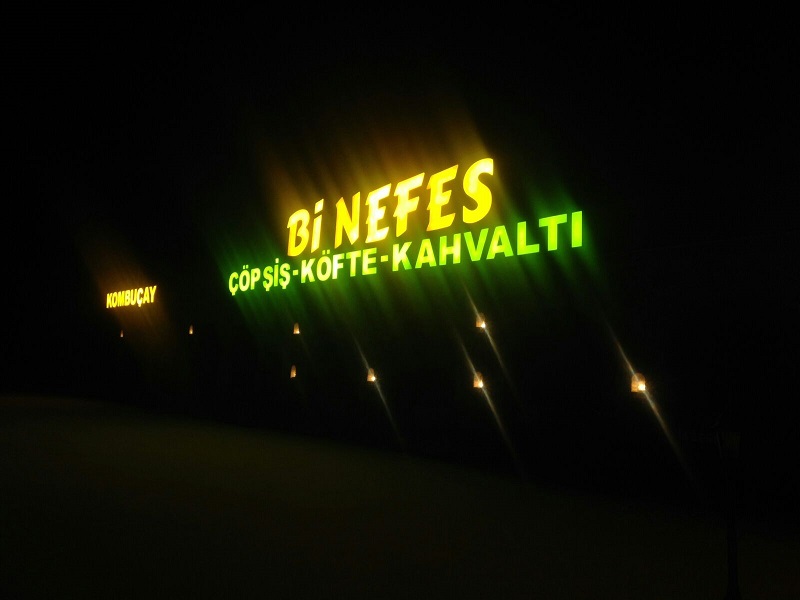 Bi NEFES
ÇÖP ŞİŞ-KÖFTE-KAHVALTI
KOMBUÇAY